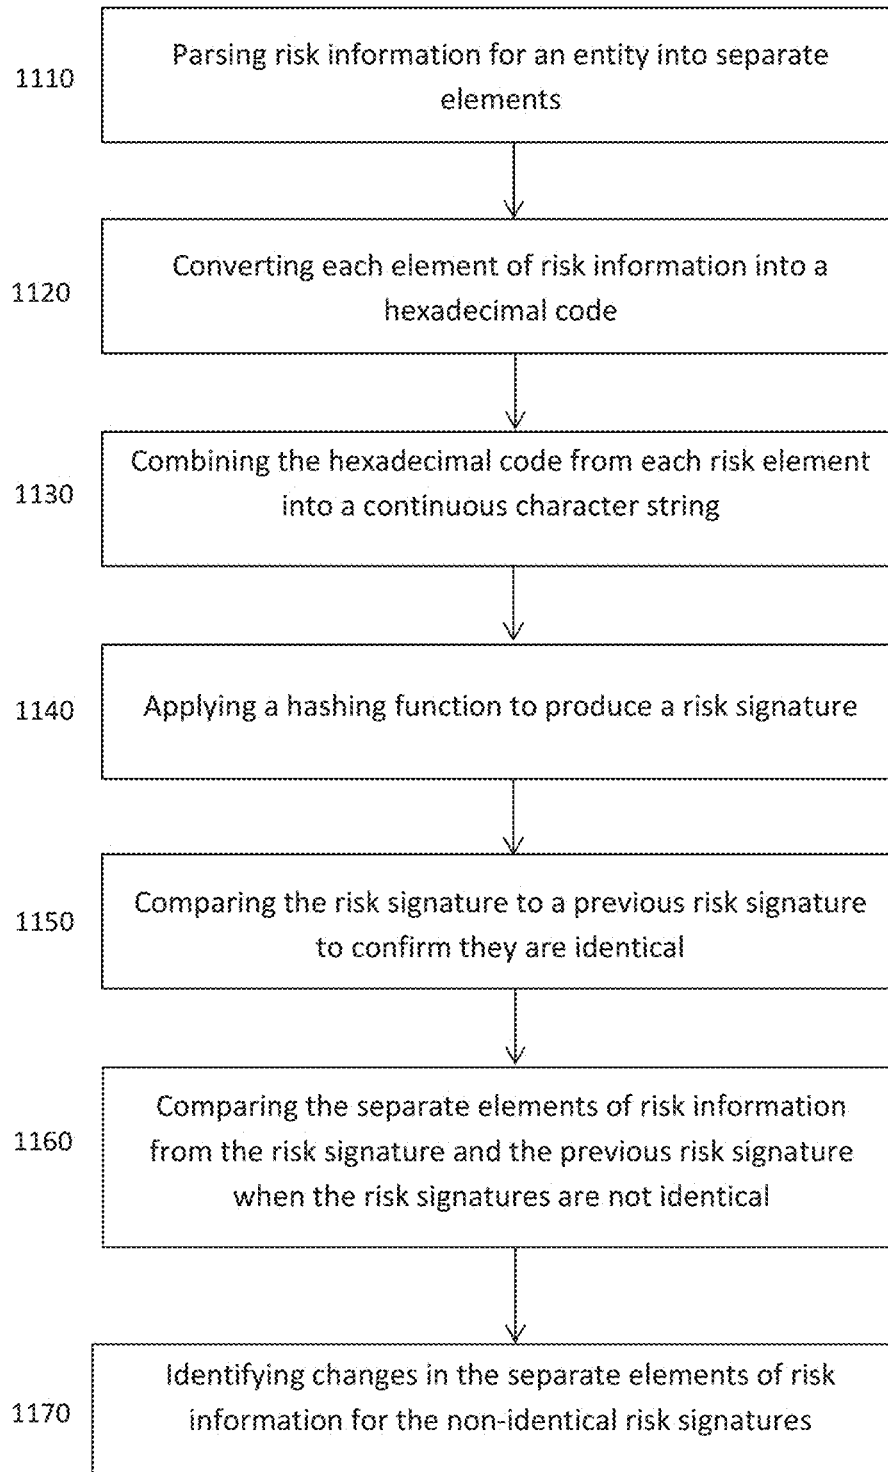 1110
Parsing risk information for an entity into separate
elements
1120
Converting each element of risk information into a
hexadecimal code
1130
Combining the hexadecimal code from each risk element
into a continuous character string
1140
Applying a hashing function to produce a risk signature
1150
Comparing the risk signature to a previous risk signature
to confirm they are identical
1160
Comparing the separate elements of risk information
from the risk signature and the previous risk signature
when the risk signatures are not identical
1170
Identifying changes in the separate elements of risk
information for the non-identical risk signatures